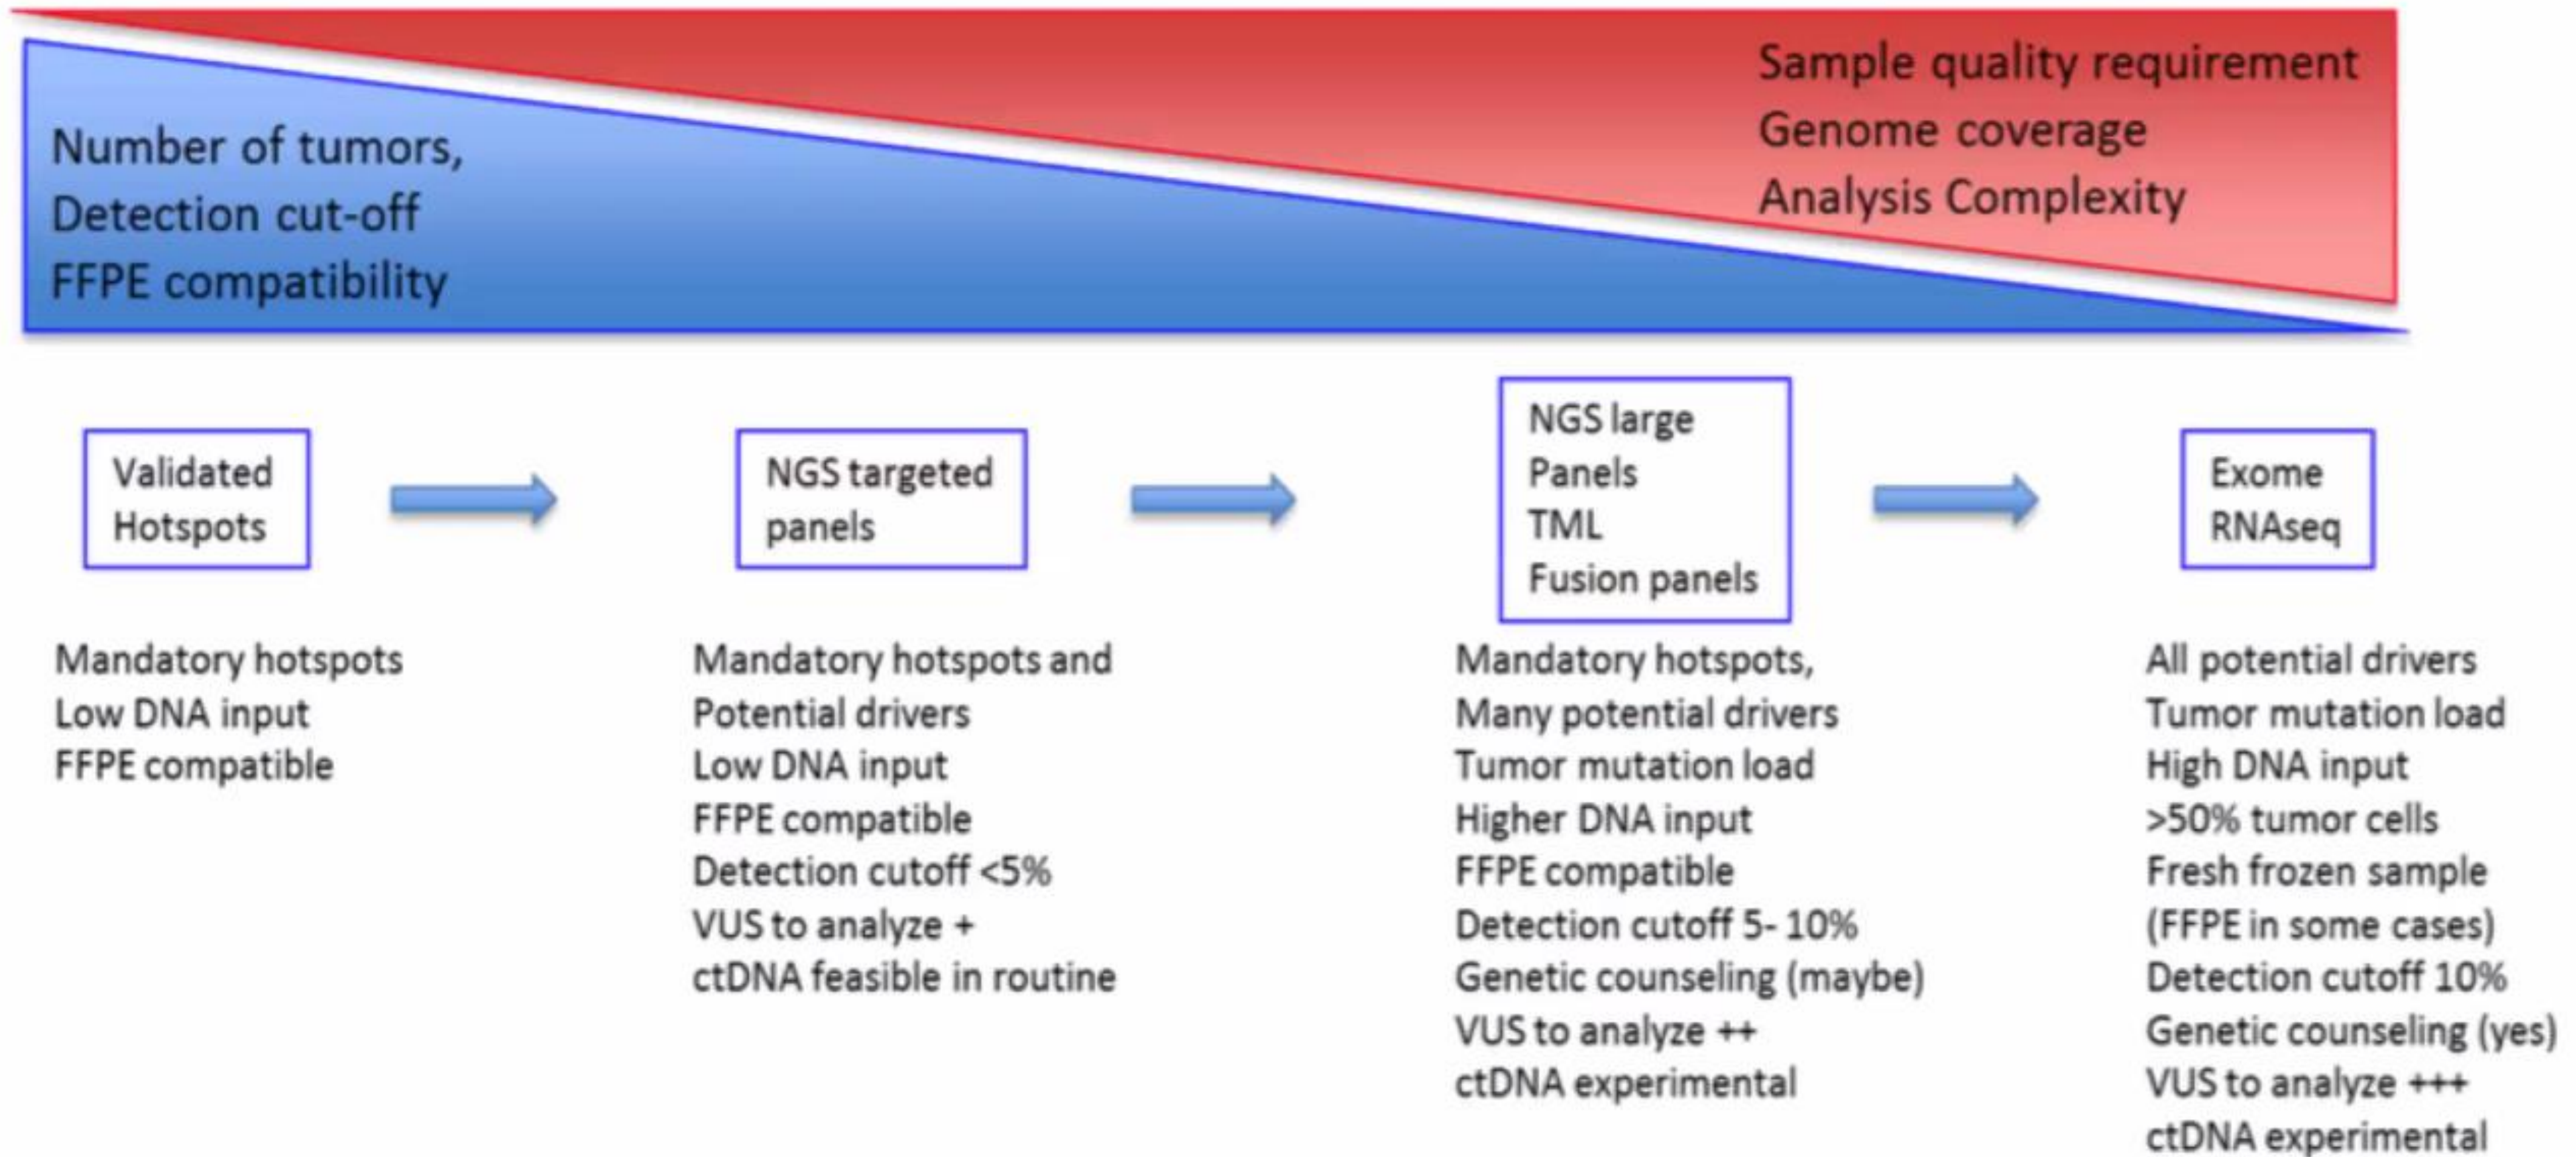 Sample quality requirement
Genome coverage
Analysis Complexity
Number of tumors,
Detection cut-off
FFPE compatibility
Validated
Hotspots
NGS targeted
panels
NGS large
Panels
TML
Fusion panels
Exome
RNAseq
Mandatory hotspots
Low DNA input
FFPE compatible
Mandatory hotspots and
Potential drivers
Low DNA input
FFPE compatible
Detection cutoff <5%
VUS to analyze +
ctDNA feasible in routine
Mandatory hotspots,
Many potential drivers
Tumor mutation load
Higher DNA input
FFPE compatible
Detection cutoff 5- 10%
Genetic counseling (maybe)
VUS to analyze ++
ctDNA experimental
All potential drivers
Tumor mutation load
High DNA input
>50% tumor cells
Fresh frozen sample
(FFPE in some cases)
Detection cutoff 10%
Genetic counseling (yes)
VUS to analyze +++
ctDNA experimental